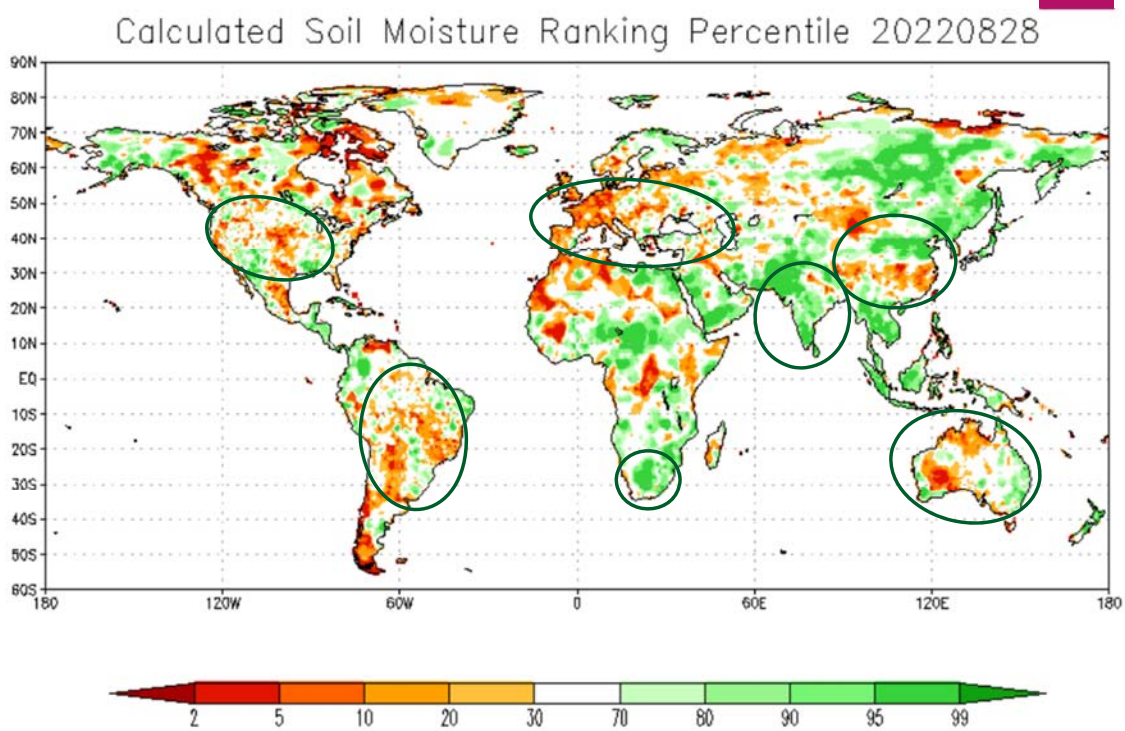 Calculated Soil Moisture Ranking Percentile 20220828
90N
80N
70N
60N
50N
40N
30N
20N
10N
EQ
10S
20S
30S
40S
50S
60S
180 120W 60W 0 60E 120E 180
2 5 10 20 30 70 80 90 95 99